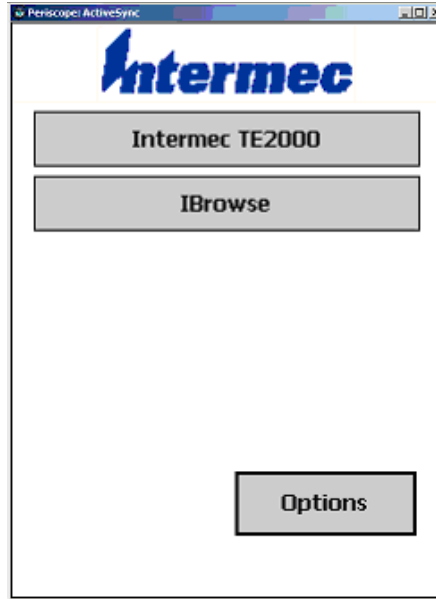 Periscope: ActiveSync
Intermec
Intermec TE2000
IBrowse
Options